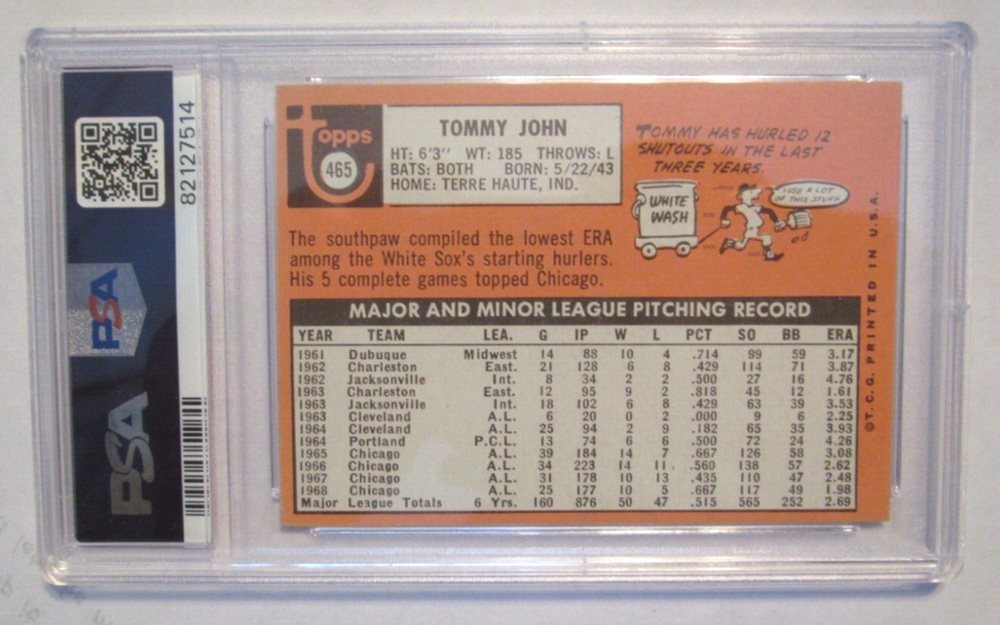 82127514
PSA
PSA
topps
465
TOMMY JOHN
HT: 6'3" WT: 185 THROWS: L
BATS: BOTH BORN: 5/22/43
HOME: TERRE HAUTE, IND.
TOMMY HAS HURLED 12
SHUTOUTS IN THE LAST
THREE YEARS.
WHITE
WASH
I USE A LOT
OF THIS STUFF
The southpaw compiled the lowest ERA
among the White Sox's starting hurlers.
His 5 complete games topped Chicago.
MAJOR AND MINOR LEAGUE PITCHING RECORD
YEAR TEAM LEA. G IP W L PCT SO BB ERA
1961 Dubuque Midwest 14 88 10 4 .714 99 59 3.17
1962 Charleston East. 21 128 6 8 .429 114 71 3.87
1962 Jacksonville Int. 8 34 2 2 .500 27 16 4.76
1963 Charleston East. 12 95 9 2 .818 45 12 1.61
1963 Jacksonville Int. 18 102 6 8 .429 63 39 3.53
1963 Cleveland A.L. 6 20 0 2 .000 9 6 2.25
1964 Cleveland A.L. 25 94 2 9 .182 65 35 3.93
1964 Portland P.C.L. 13 74 6 6 .500 72 24 4.26
1965 Chicago A.L. 39 184 14 7 .667 126 58 3.08
1966 Chicago A.L. 34 223 14 11 .560 138 57 2.62
1967 Chicago A.L. 31 178 10 13 .435 110 47 2.48
1968 Chicago A.L. 25 177 10 5 .667 117 49 1.98
Major League Totals 6 Yrs. 160 876 50 47 .515 565 252 2.69
©T.C.G. PRINTED IN U.S.A.